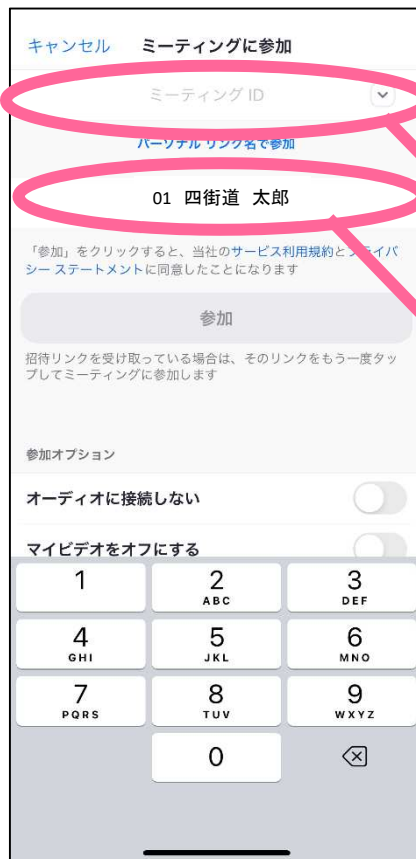 キャンセル ミーティングに参加
ミーティング ID
パーソナル リンク名で参加
01 四街道 太郎
「参加」をクリックすると、当社のサービス利用規約とプライバ
シー ステートメントに同意したことになります
参加
招待リンクを受け取っている場合は、そのリンクをもう一度タッ
プしてミーティングに参加します
参加オプション
オーディオに接続しない
マイビデオをオフにする
1 2 3
ABC DEF
4 5 6
GHI JKL MNO
7 8 9
PQRS TUV WXYZ
0